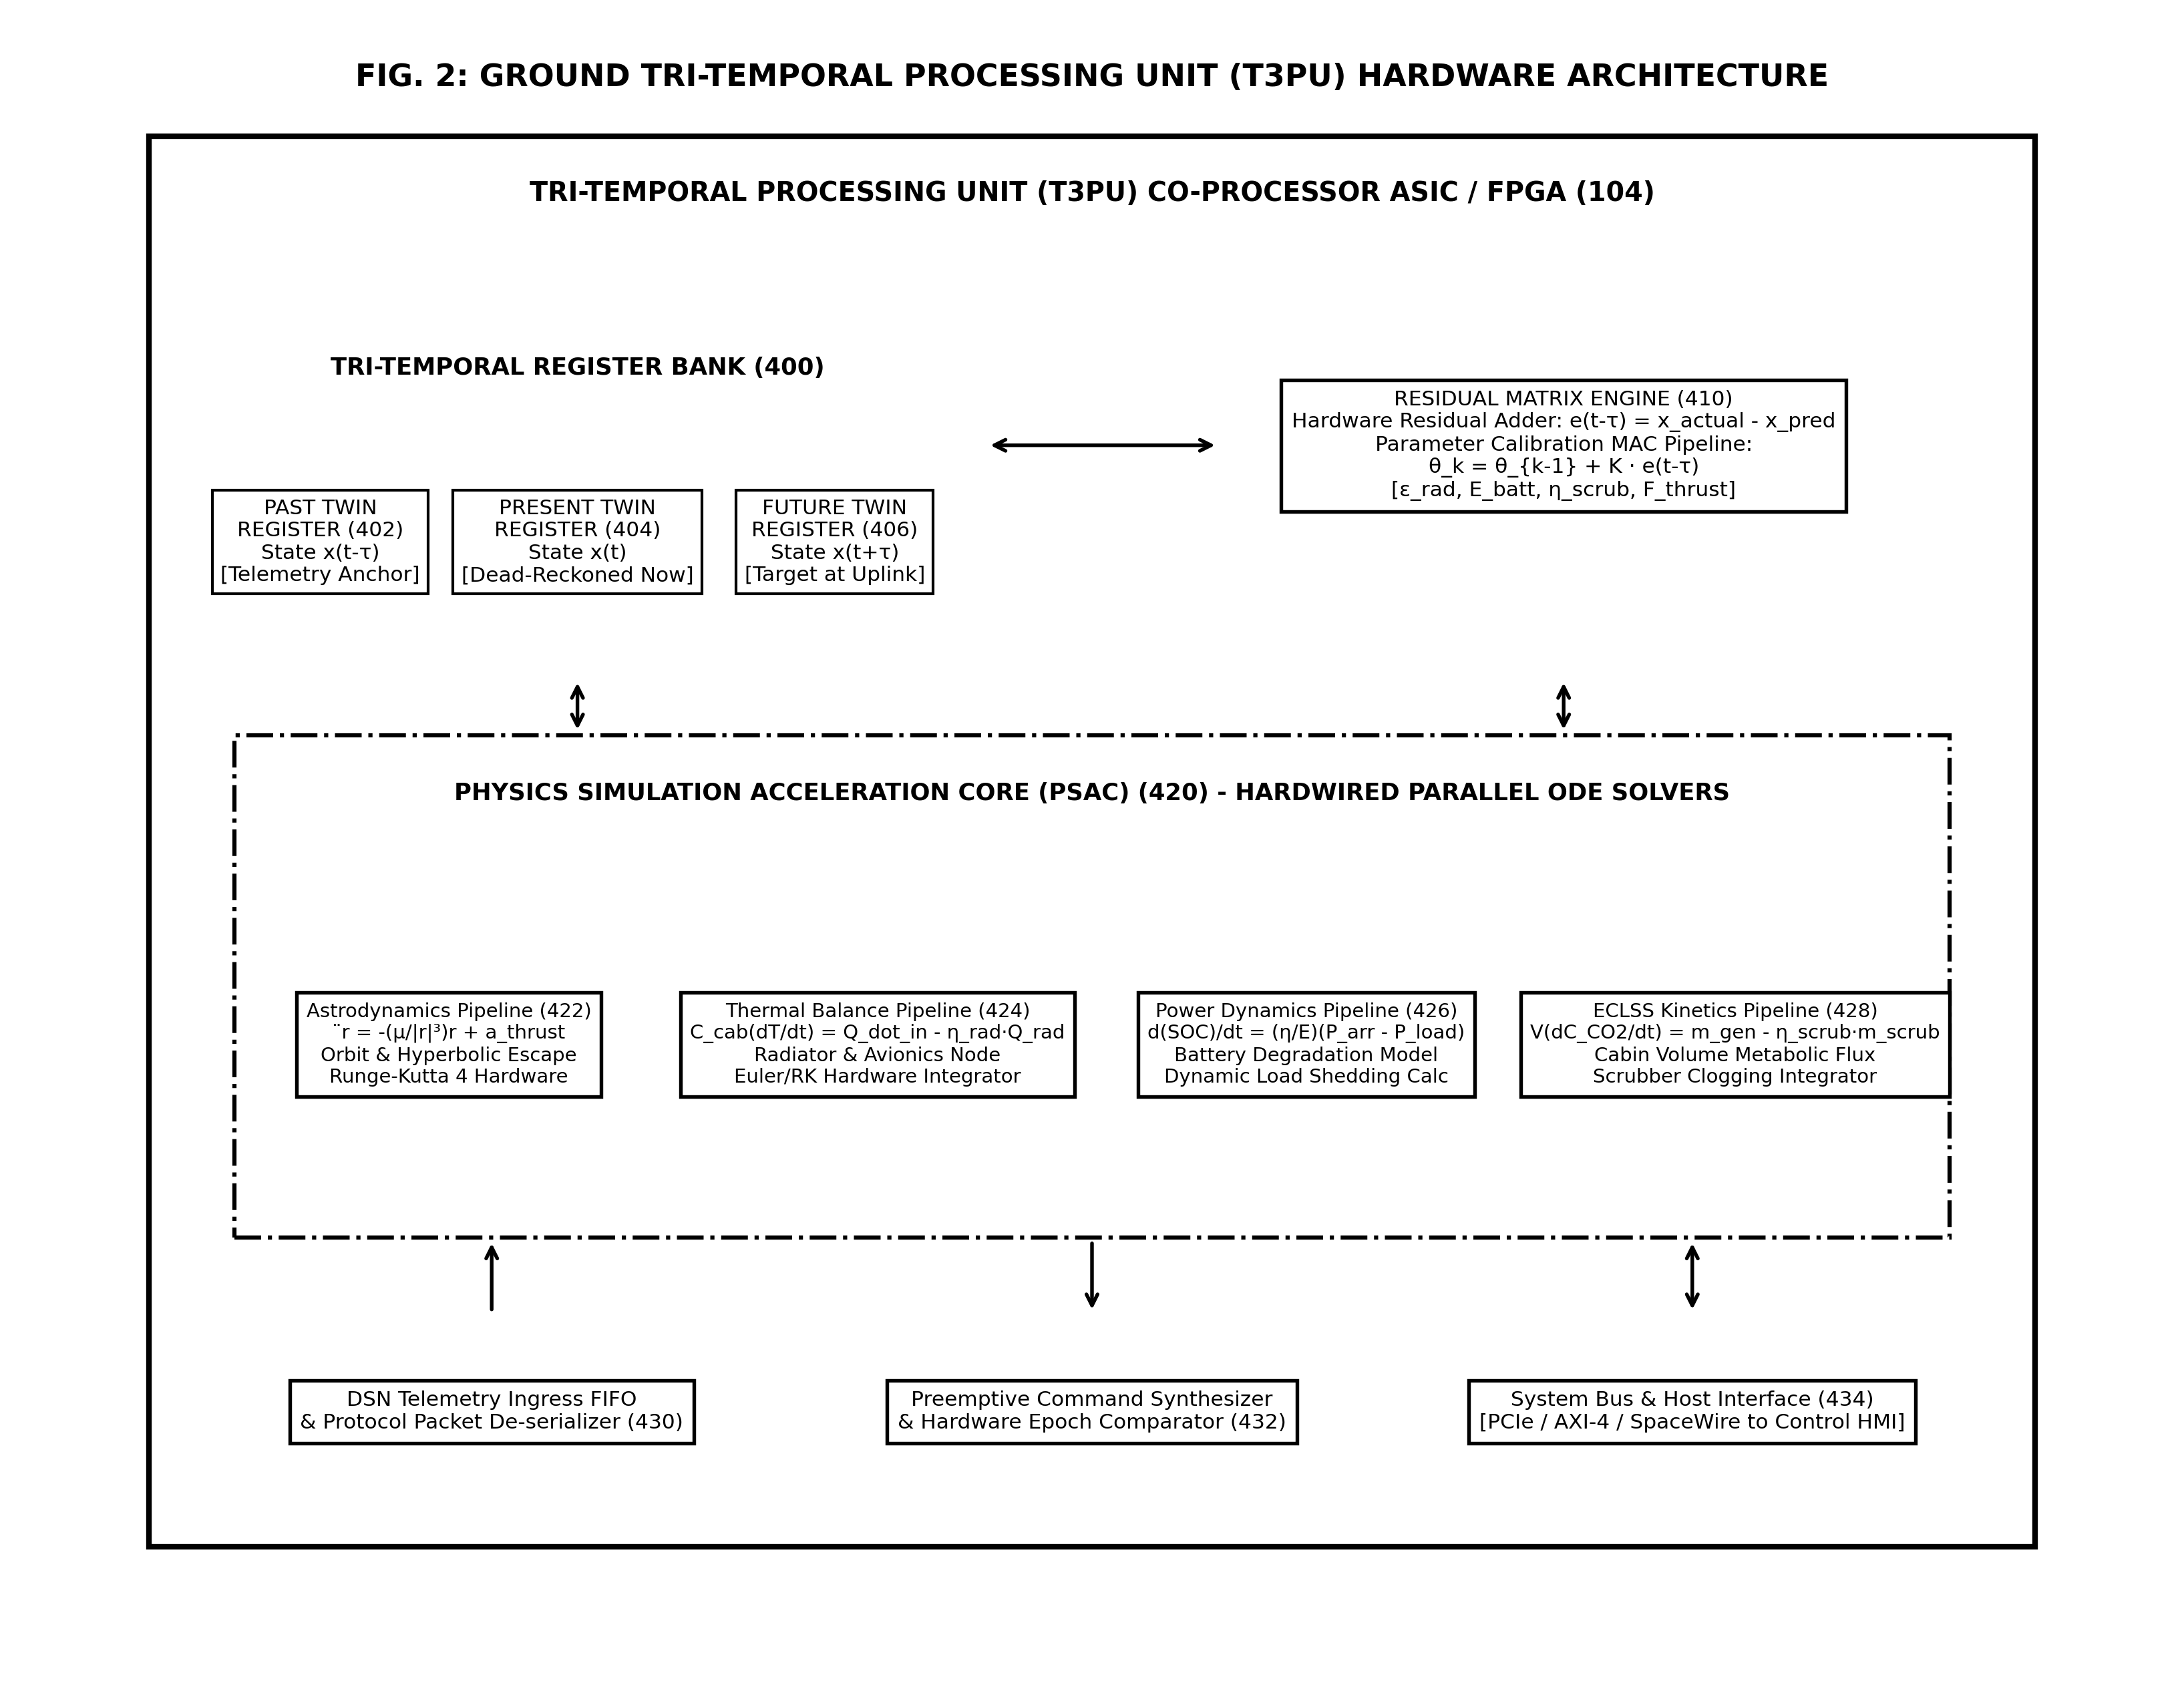 FIG. 2: GROUND TRI-TEMPORAL PROCESSING UNIT (T3PU) HARDWARE ARCHITECTURE
TRI-TEMPORAL PROCESSING UNIT (T3PU) CO-PROCESSOR ASIC / FPGA (104)
TRI-TEMPORAL REGISTER BANK (400)
PAST TWIN
REGISTER (402)
State x(t-τ)
[Telemetry Anchor]
PRESENT TWIN
REGISTER (404)
State x(t)
[Dead-Reckoned Now]
FUTURE TWIN
REGISTER (406)
State x(t+τ)
[Target at Uplink]
RESIDUAL MATRIX ENGINE (410)
Hardware Residual Adder: e(t-τ) = x_actual - x_pred
Parameter Calibration MAC Pipeline:
θ_k = θ_{k-1} + K · e(t-τ)
[ε_rad, E_batt, η_scrub, F_thrust]
PHYSICS SIMULATION ACCELERATION CORE (PSAC) (420) - HARDWIRED PARALLEL ODE SOLVERS
Astrodynamics Pipeline (422)
¨r = -(μ/|r|³)r + a_thrust
Orbit & Hyperbolic Escape
Runge-Kutta 4 Hardware
Thermal Balance Pipeline (424)
C_cab(dT/dt) = Q_dot_in - η_rad·Q_rad
Radiator & Avionics Node
Euler/RK Hardware Integrator
Power Dynamics Pipeline (426)
d(SOC)/dt = (η/E)(P_arr - P_load)
Battery Degradation Model
Dynamic Load Shedding Calc
ECLSS Kinetics Pipeline (428)
V(dC_CO2/dt) = m_gen - η_scrub·m_scrub
Cabin Volume Metabolic Flux
Scrubber Clogging Integrator
DSN Telemetry Ingress FIFO
& Protocol Packet De-serializer (430)
Preemptive Command Synthesizer
& Hardware Epoch Comparator (432)
System Bus & Host Interface (434)
[PCIe / AXI-4 / SpaceWire to Control HMI]